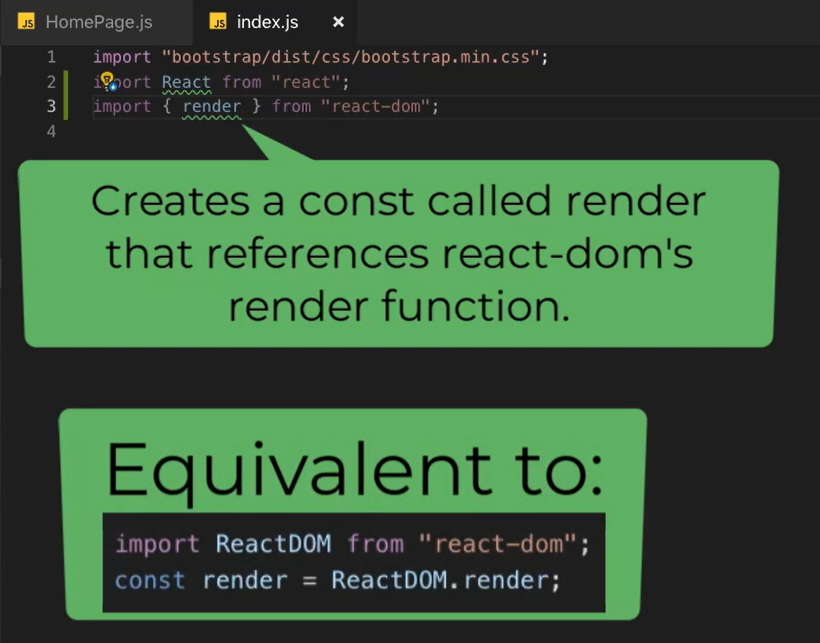 JS HomePage.js JS index.js ×
1 import "bootstrap/dist/css/bootstrap.min.css";
2 import React from "react";
3 import { render } from "react-dom";
4
Creates a const called render
that references react-dom's
render function.
Equivalent to:
import ReactDOM from "react-dom";
const render = ReactDOM.render;